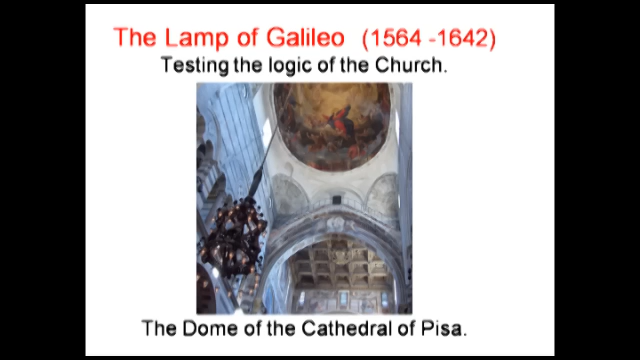 The Lamp of Galileo (1564 -1642)
Testing the logic of the Church.
The Dome of the Cathedral of Pisa.